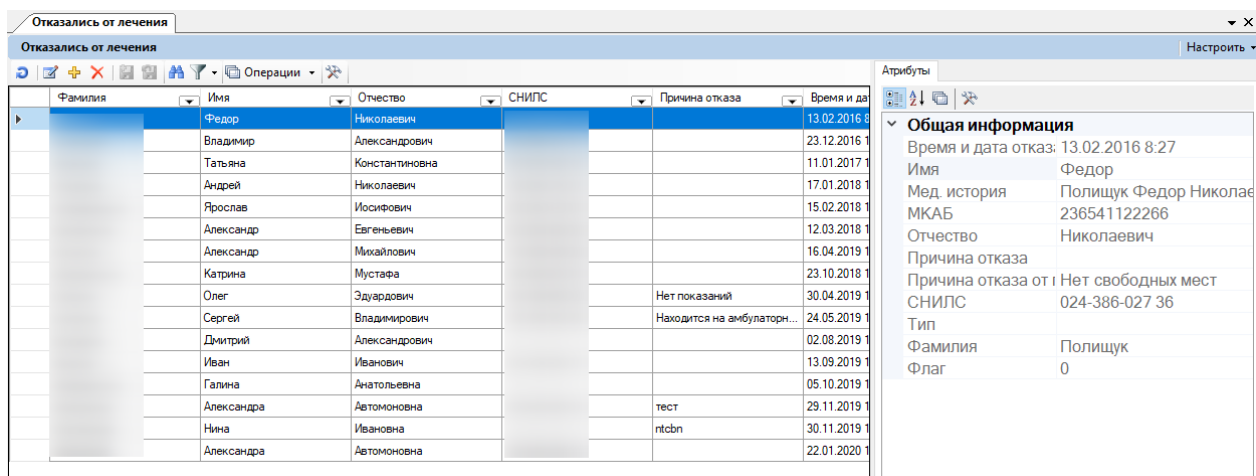 Отказались от лечения
Отказались от лечения
Настроить
Операции
Фамилия Имя Отчество СНИЛС Причина отказа Время и да
Федор Николаевич 13.02.2016 8
Владимир Александрович 23.12.2016 1
Татьяна Константиновна 11.01.2017 1
Андрей Николаевич 17.01.2018 1
Ярослав Иосифович 15.02.2018 1
Александр Евгеньевич 12.03.2018 1
Александр Михайлович 16.04.2019 1
Катрина Мустафа 23.10.2018 1
Олег Эдуардович Нет показаний 30.04.2019 1
Сергей Владимирович Находится на амбулаторн... 24.05.2019 1
Дмитрий Александрович 02.08.2019 1
Иван Иванович 13.09.2019 1
Галина Анатольевна 05.10.2019 1
Александра Автомоновна тест 29.11.2019 1
Нина Ивановна ntcbn 30.11.2019 1
Александра Автомоновна 22.01.2020 1
Атрибуты
Общая информация
Время и дата отказ 13.02.2016 8:27
Имя Федор
Мед. история Полищук Федор Николае
МКАБ 236541122266
Отчество Николаевич
Причина отказа
Причина отказа от Нет свободных мест
СНИЛС 024-386-027 36
Тип
Фамилия Полищук
Флаг 0